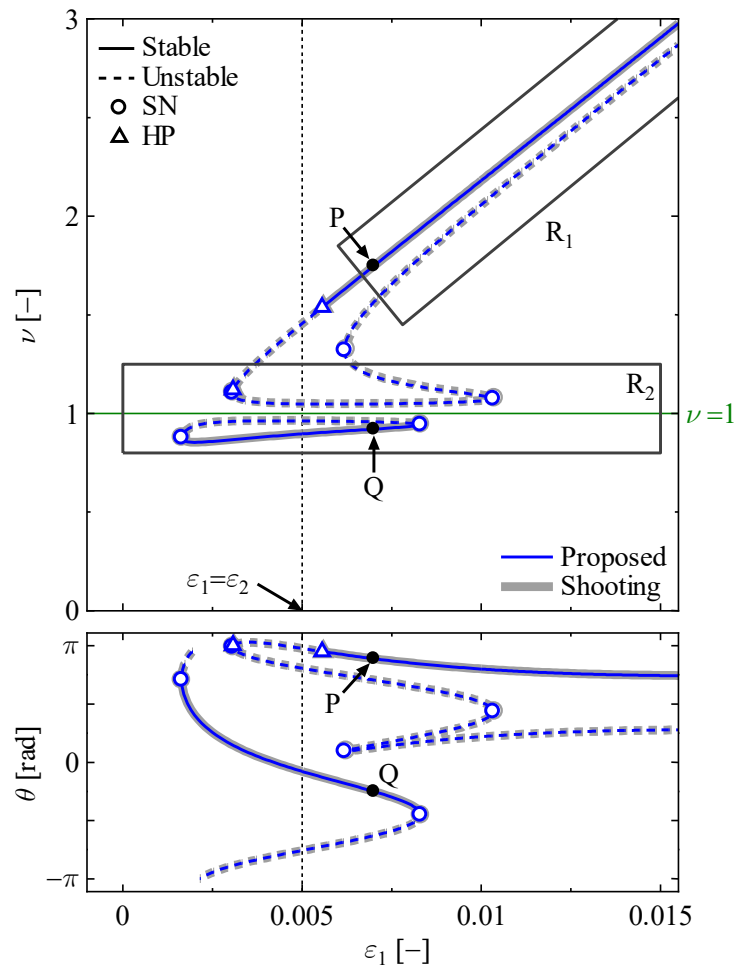 3
Stable
Unstable
SN
HP
P
R₁
2
ν [−]
R₂
1
ν=1
Q
ε₁=ε₂
Proposed
Shooting
0
π
P
θ [rad]
0
Q
−π
0
0.005
0.01
0.015
ε₁ [−]